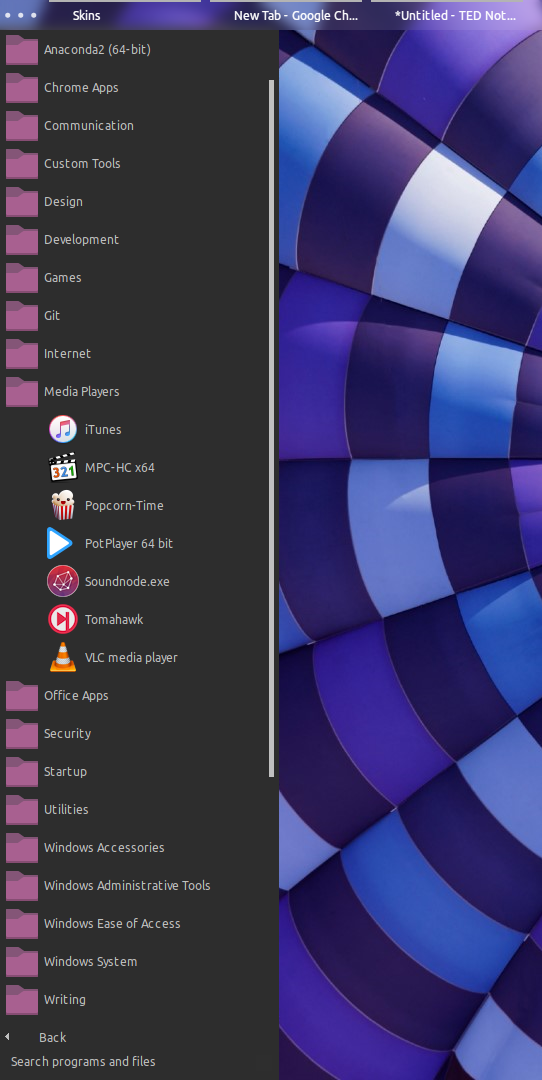 Skins
New Tab - Google Ch...
*Untitled - TED Not...
Anaconda2 (64-bit)
Chrome Apps
Communication
Custom Tools
Design
Development
Games
Git
Internet
Media Players
iTunes
321
MPC-HC x64
Popcorn-Time
PotPlayer 64 bit
Soundnode.exe
Tomahawk
VLC media player
Office Apps
Security
Startup
Utilities
Windows Accessories
Windows Administrative Tools
Windows Ease of Access
Windows System
Writing
Back
Search programs and files